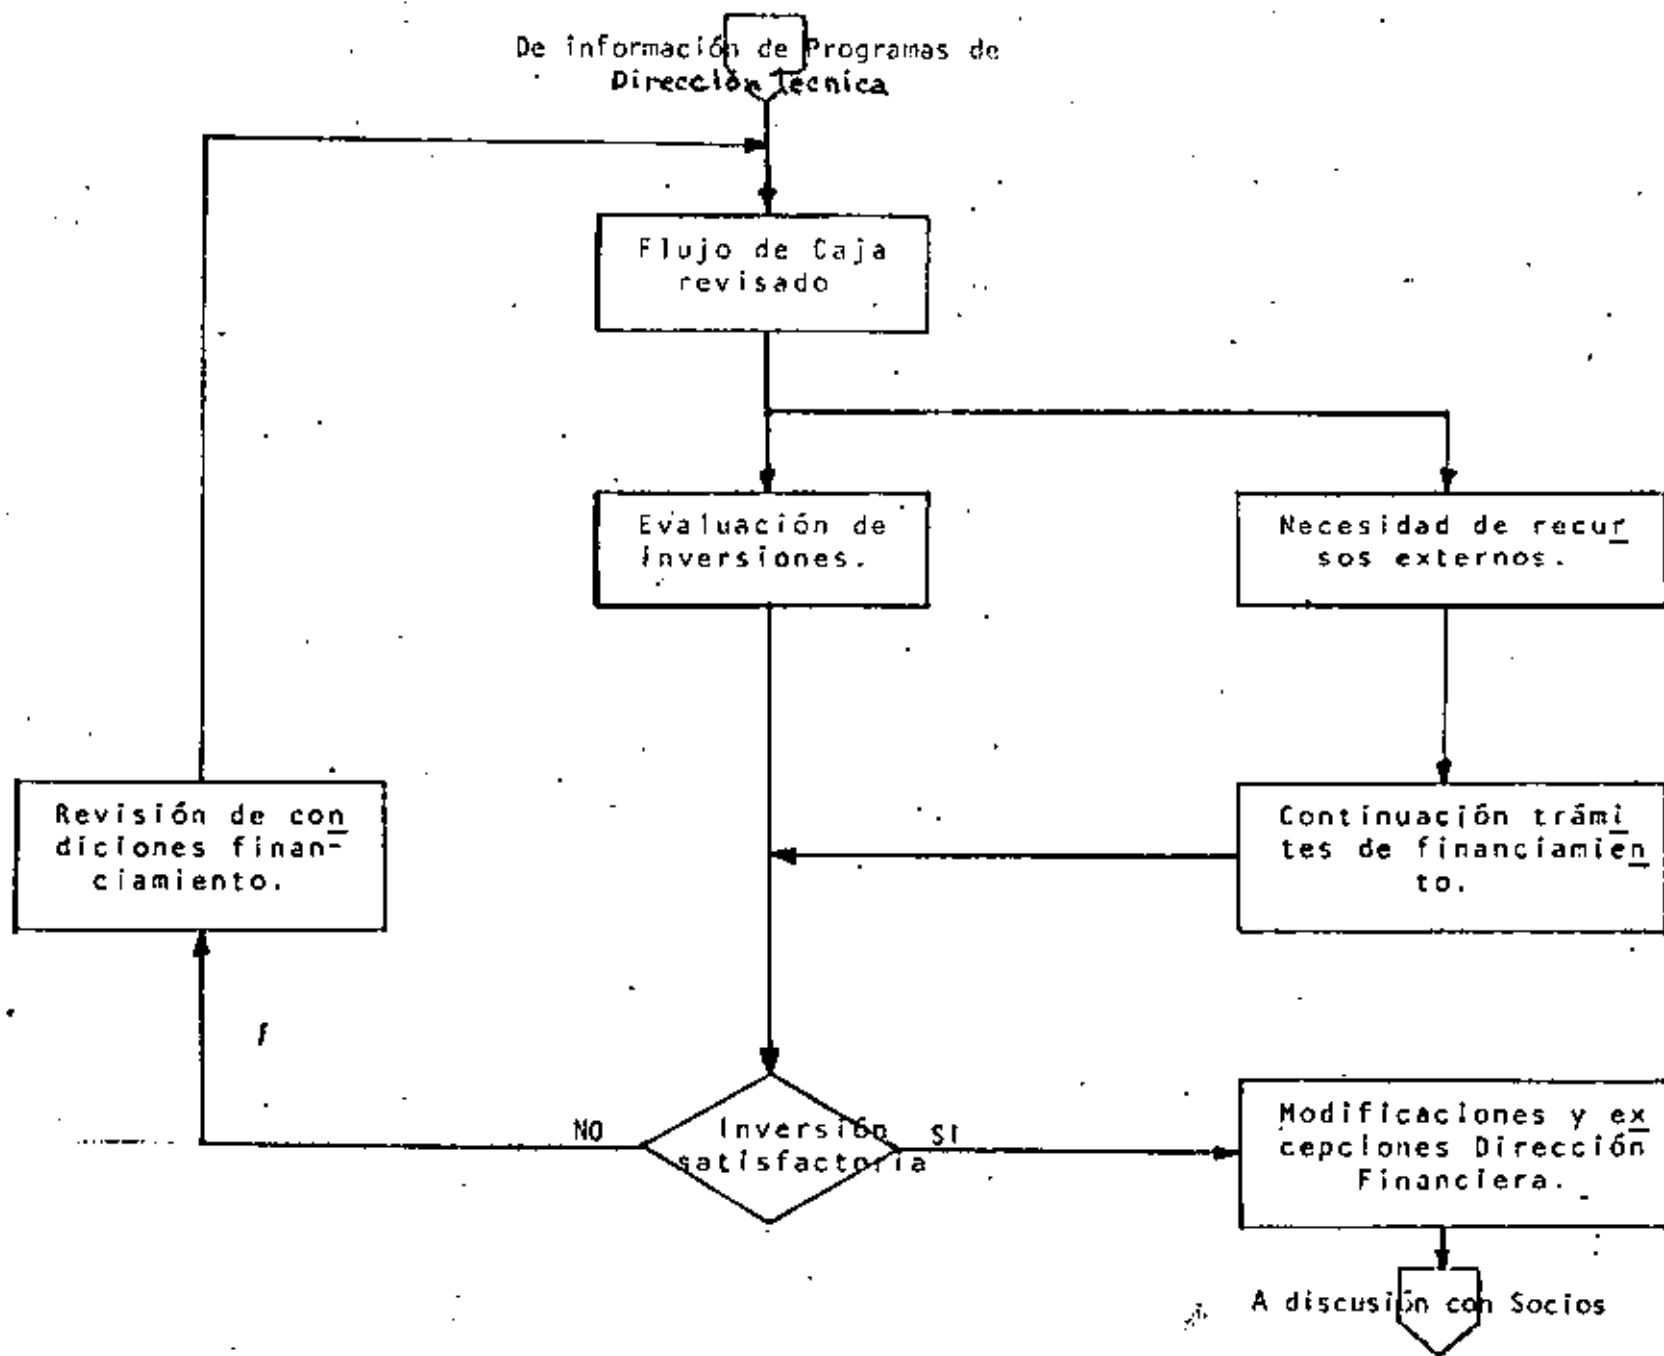 De información de Programas de
Dirección Técnica
Flujo de Caja
revisado
Evaluación de
Inversiones.
Necesidad de recur
sos externos.
Revisión de con
diciones finan-
ciamiento.
Continuación trámi
tes de financiamien
to.
NO
Inversión
satisfactoria
SI
Modificaciones y ex
cepciones Dirección
Financiera.
A discusión con Socios